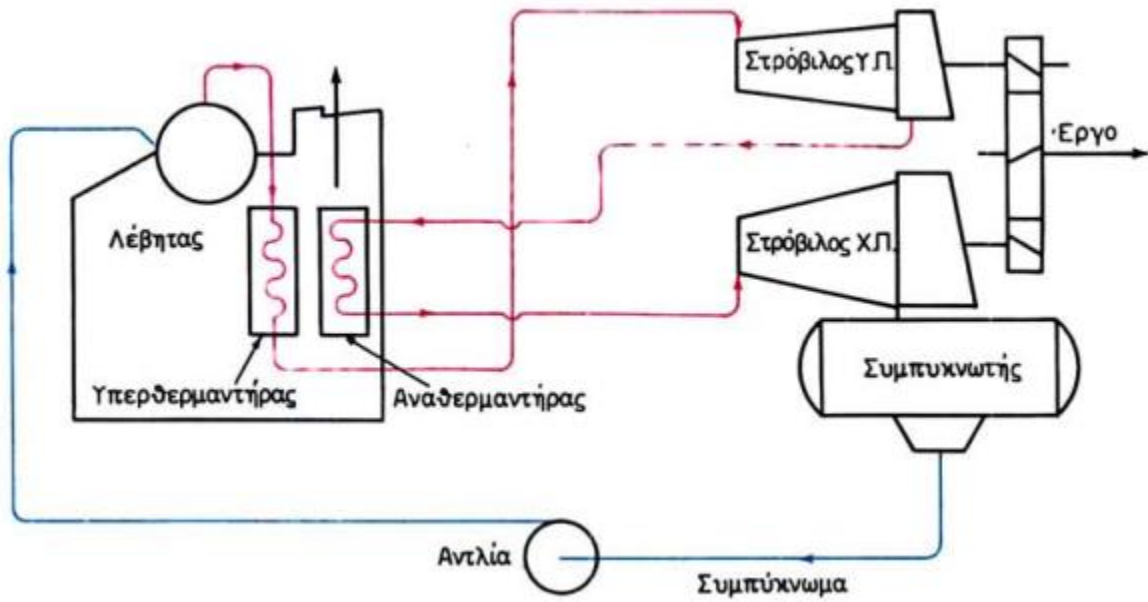 Στρόβιλος Υ.Π.
Έργο
Λέβητας
Στρόβιλος Χ.Π.
Συμπυκνωτής
Υπερθερμαντήρας
Αναθερμαντήρας
Αντλία
Συμπύκνωμα